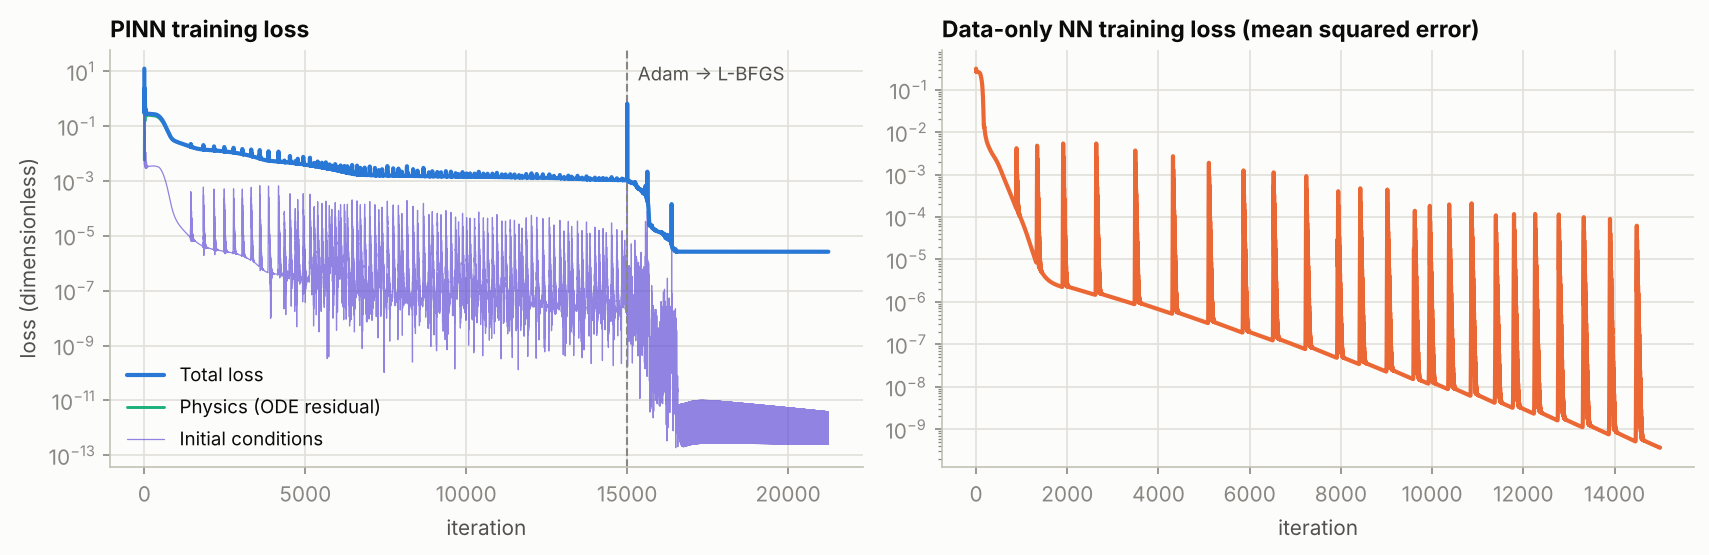 PINN training loss
Adam → L-BFGS
loss (dimensionless)
10¹
10⁻¹
10⁻³
10⁻⁵
10⁻⁷
10⁻⁹
10⁻¹¹
10⁻¹³
Total loss
Physics (ODE residual)
Initial conditions
0 5000 10000 15000 20000
iteration
Data-only NN training loss (mean squared error)
10⁻¹
10⁻²
10⁻³
10⁻⁴
10⁻⁵
10⁻⁶
10⁻⁷
10⁻⁸
10⁻⁹
0 2000 4000 6000 8000 10000 12000 14000
iteration